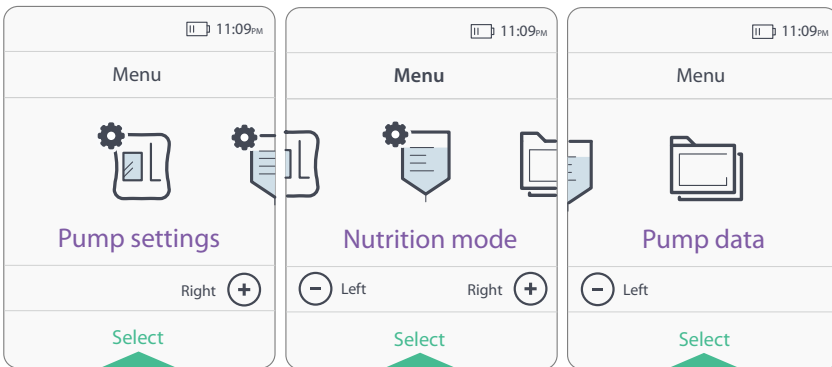 11:09PM
Menu
Pump settings
Right +
Select
11:09PM
Menu
Nutrition mode
- Left Right +
Select
11:09PM
Menu
Pump data
- Left
Select